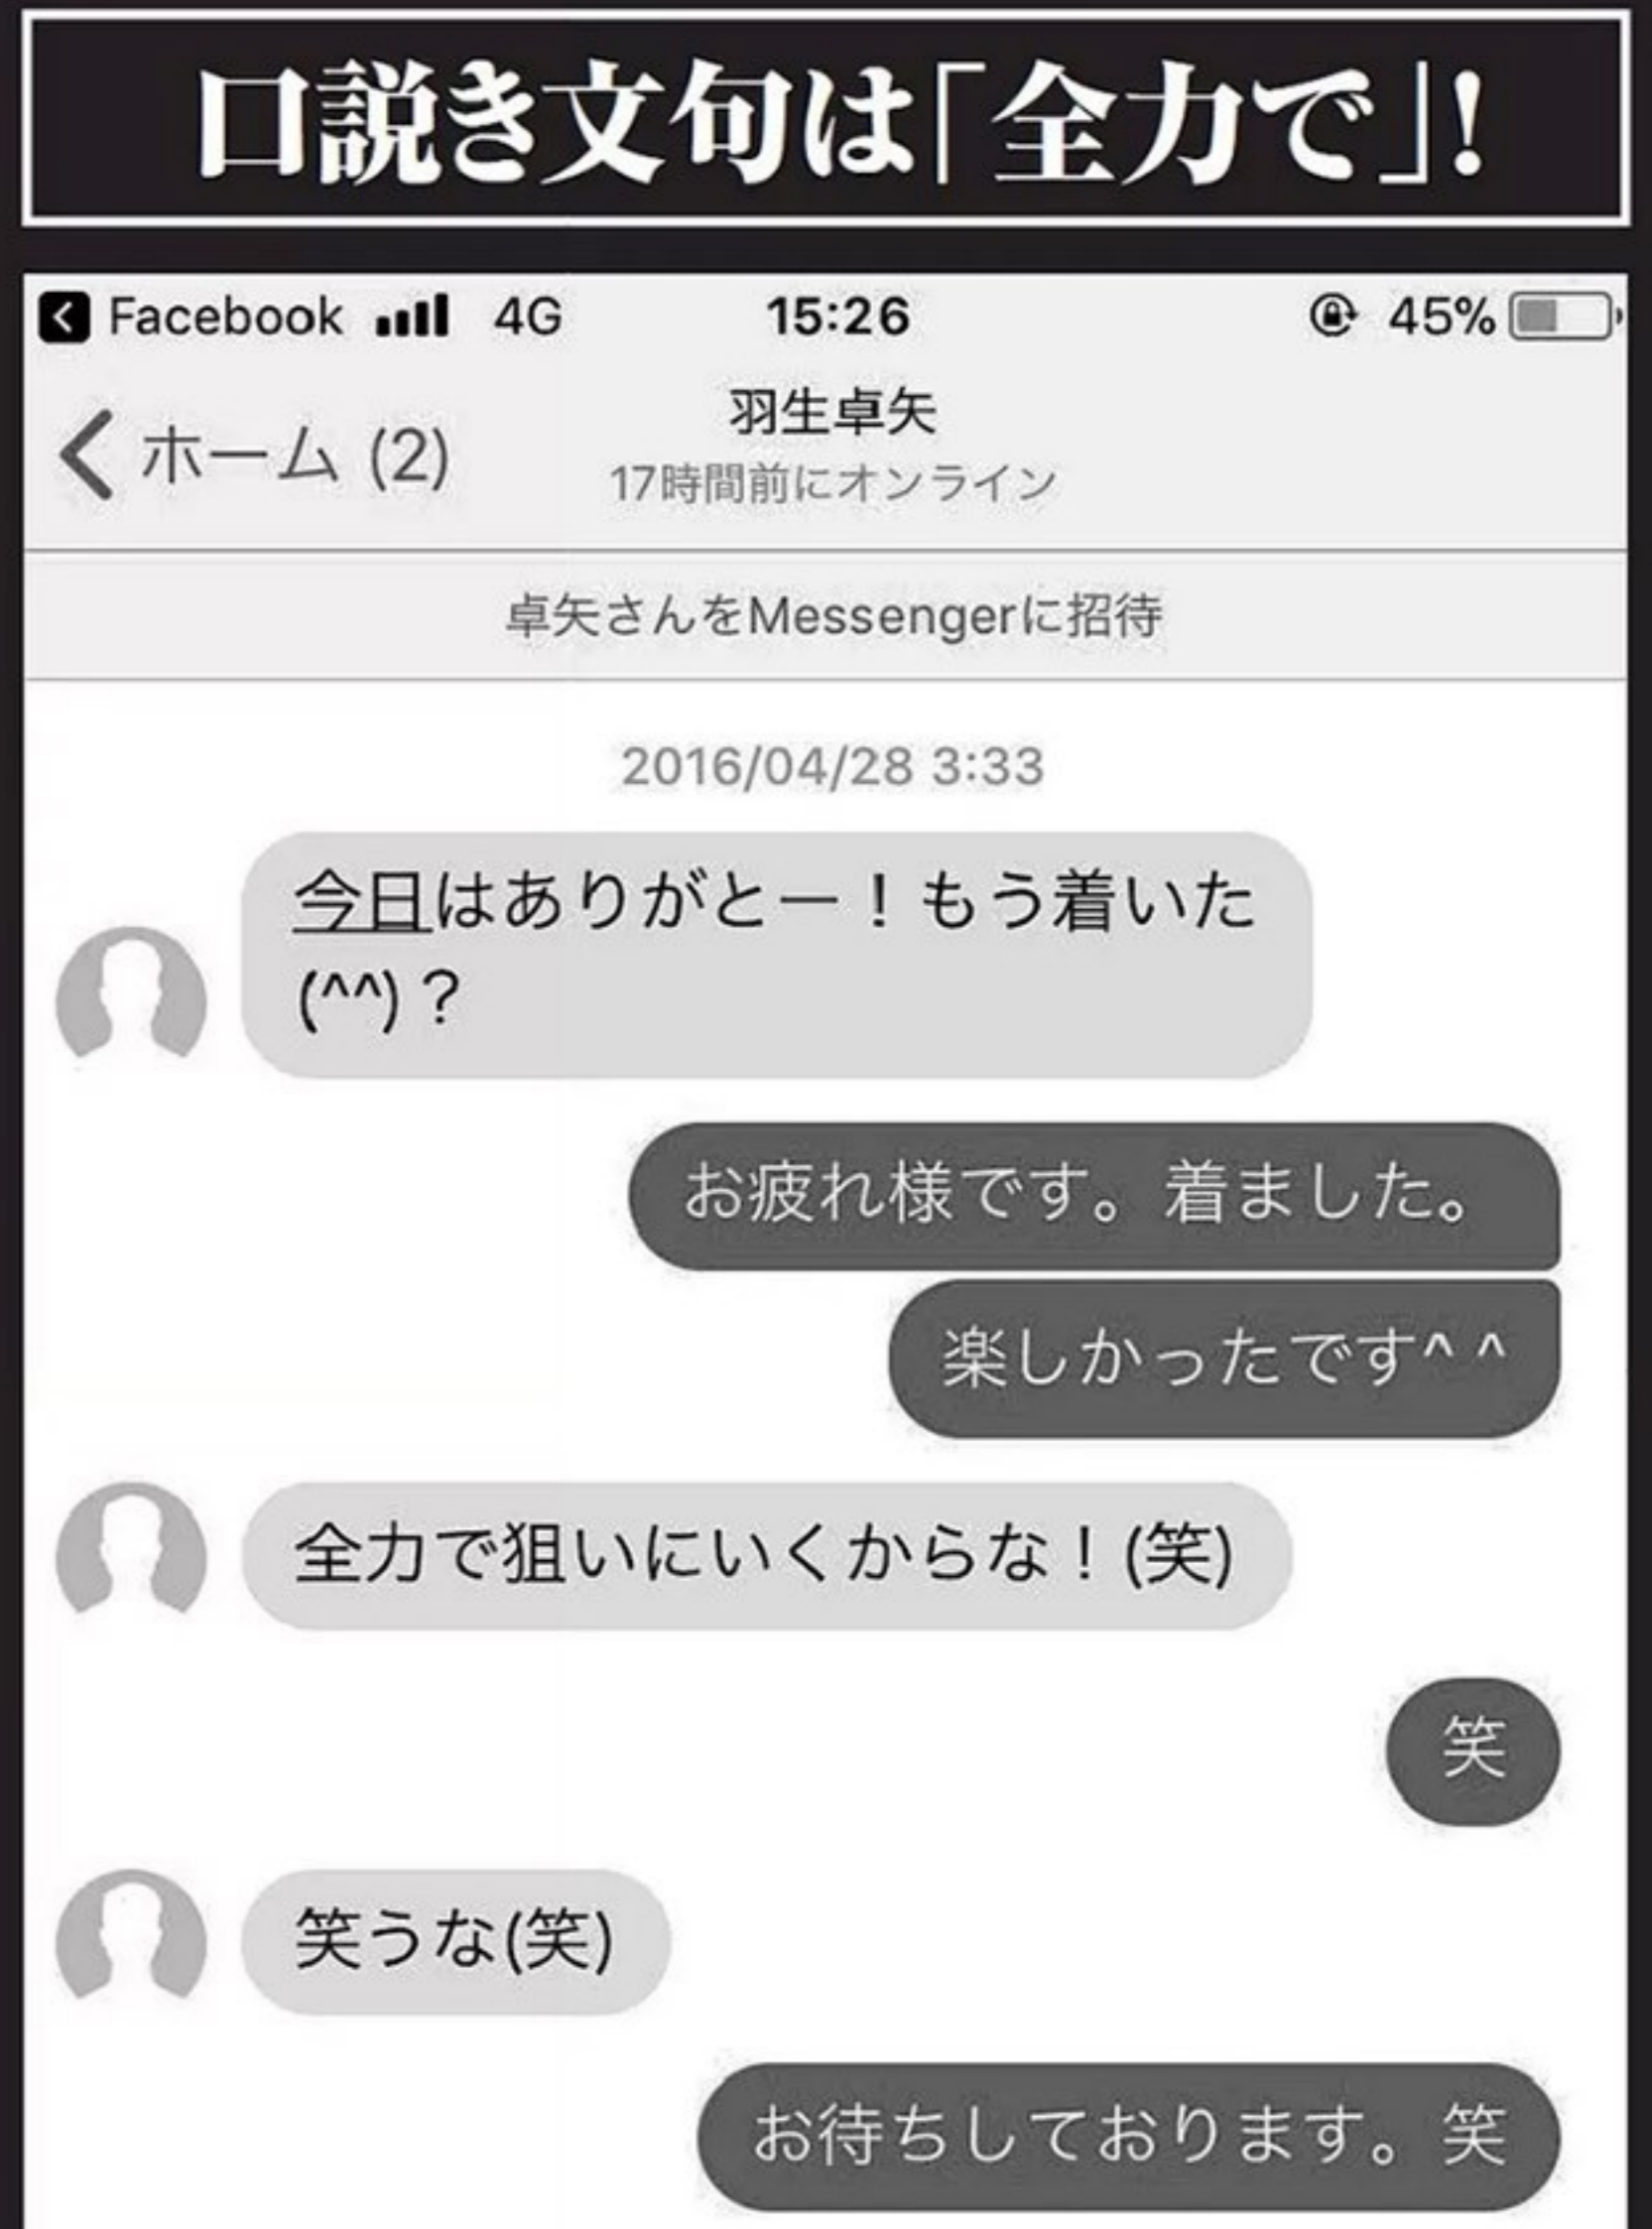 口説き文句は「全力で」!
Facebook 4G 15:26 45%
ホーム (2)
羽生卓矢
17時間前にオンライン
卓矢さんをMessengerに招待
2016/04/28 3:33
今日はありがとー！もう着いた
(^^)？
お疲れ様です。着ました。
楽しかったです^ ^
全力で狙いにいくからな！(笑)
笑
笑うな(笑)
お待ちしております。笑